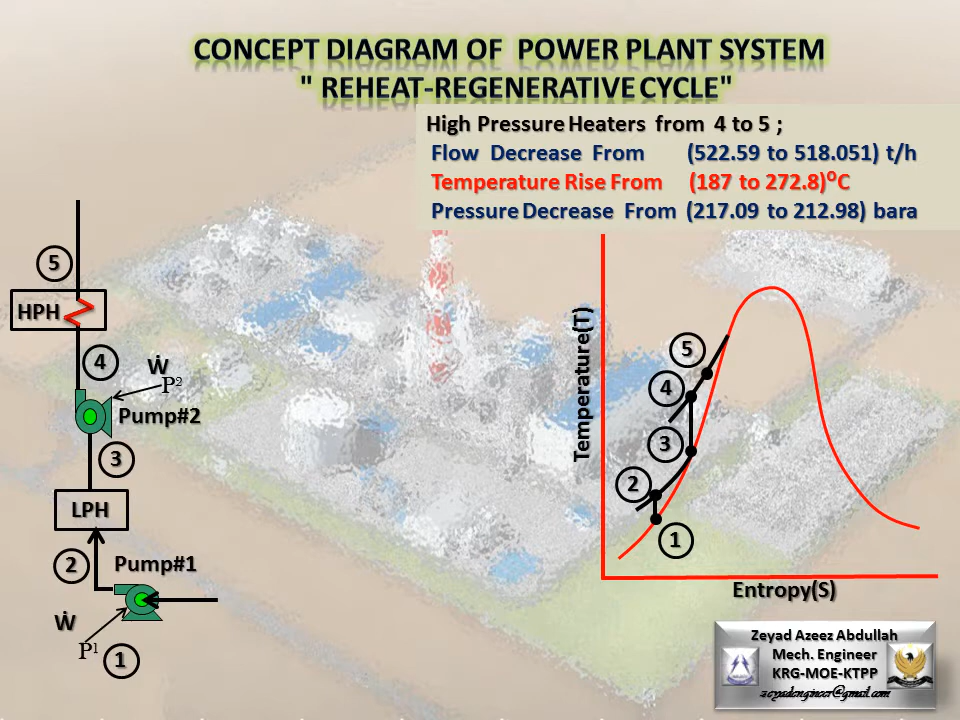 CONCEPT DIAGRAM OF POWER PLANT SYSTEM
" REHEAT-REGENERATIVE CYCLE"
High Pressure Heaters from 4 to 5 ;
Flow Decrease From (522.59 to 518.051) t/h
Temperature Rise From (187 to 272.8)⁰C
Pressure Decrease From (217.09 to 212.98) bara
5
HPH
4
Ẇ
P²
Pump#2
3
LPH
2
Pump#1
Ẇ
P¹
1
Temperature(T)
5
4
3
2
1
Entropy(S)
Zeyad Azeez Abdullah
Mech. Engineer
KRG-MOE-KTPP
zeyadengineer@gmail.com